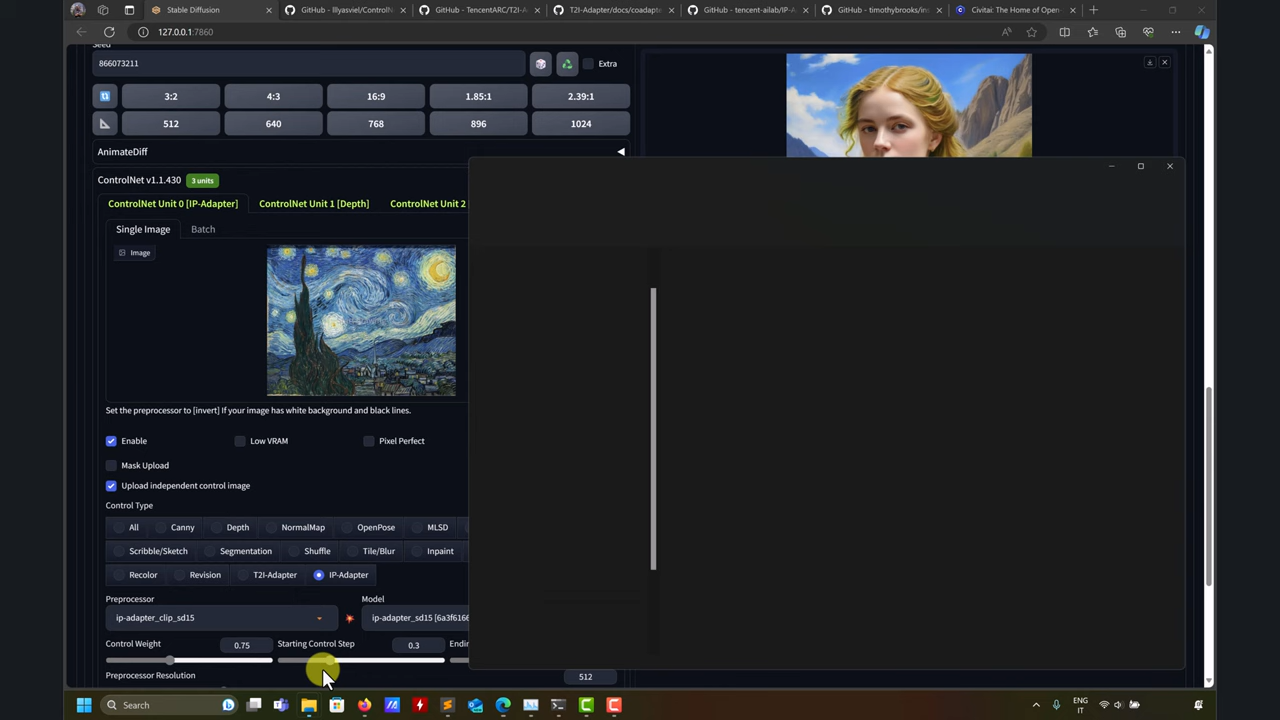 Stable Diffusion
GitHub - lllyasviel/ControlN
GitHub - TencentARC/T2I-A
T2I-Adapter/docs/coadapte
GitHub - tencent-ailab/IP-A
GitHub - timothybrooks/ins
Civitai: The Home of Open-
127.0.0.1:7860
Seed
866073211
Extra
3:2
4:3
16:9
1.85:1
2.39:1
512
640
768
896
1024
AnimateDiff
ControlNet v1.1.430
3 units
ControlNet Unit 0 [IP-Adapter]
ControlNet Unit 1 [Depth]
ControlNet Unit 2
Single Image
Batch
Image
Set the preprocessor to [invert] If your image has white background and black lines.
Enable
Low VRAM
Pixel Perfect
Mask Upload
Upload independent control image
Control Type
All
Canny
Depth
NormalMap
OpenPose
MLSD
Scribble/Sketch
Segmentation
Shuffle
Tile/Blur
Inpaint
Recolor
Revision
T2I-Adapter
IP-Adapter
Preprocessor
Model
ip-adapter_clip_sd15
ip-adapter_sd15 [6a3f6166
Control Weight
0.75
Starting Control Step
0.3
Endin
Preprocessor Resolution
512
Search
ENG
IT